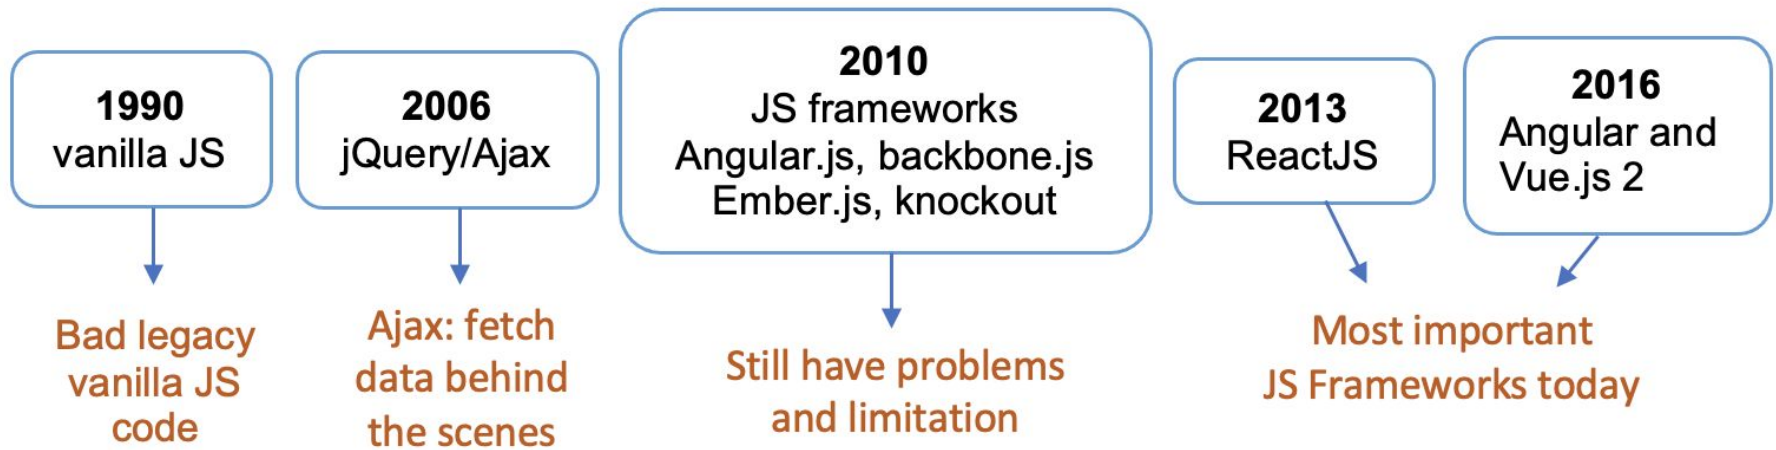 1990
vanilla JS
Bad legacy
vanilla JS
code
2006
jQuery/Ajax
Ajax: fetch
data behind
the scenes
2010
JS frameworks
Angular.js, backbone.js
Ember.js, knockout
Still have problems
and limitation
2013
ReactJS
2016
Angular and
Vue.js 2
Most important
JS Frameworks today